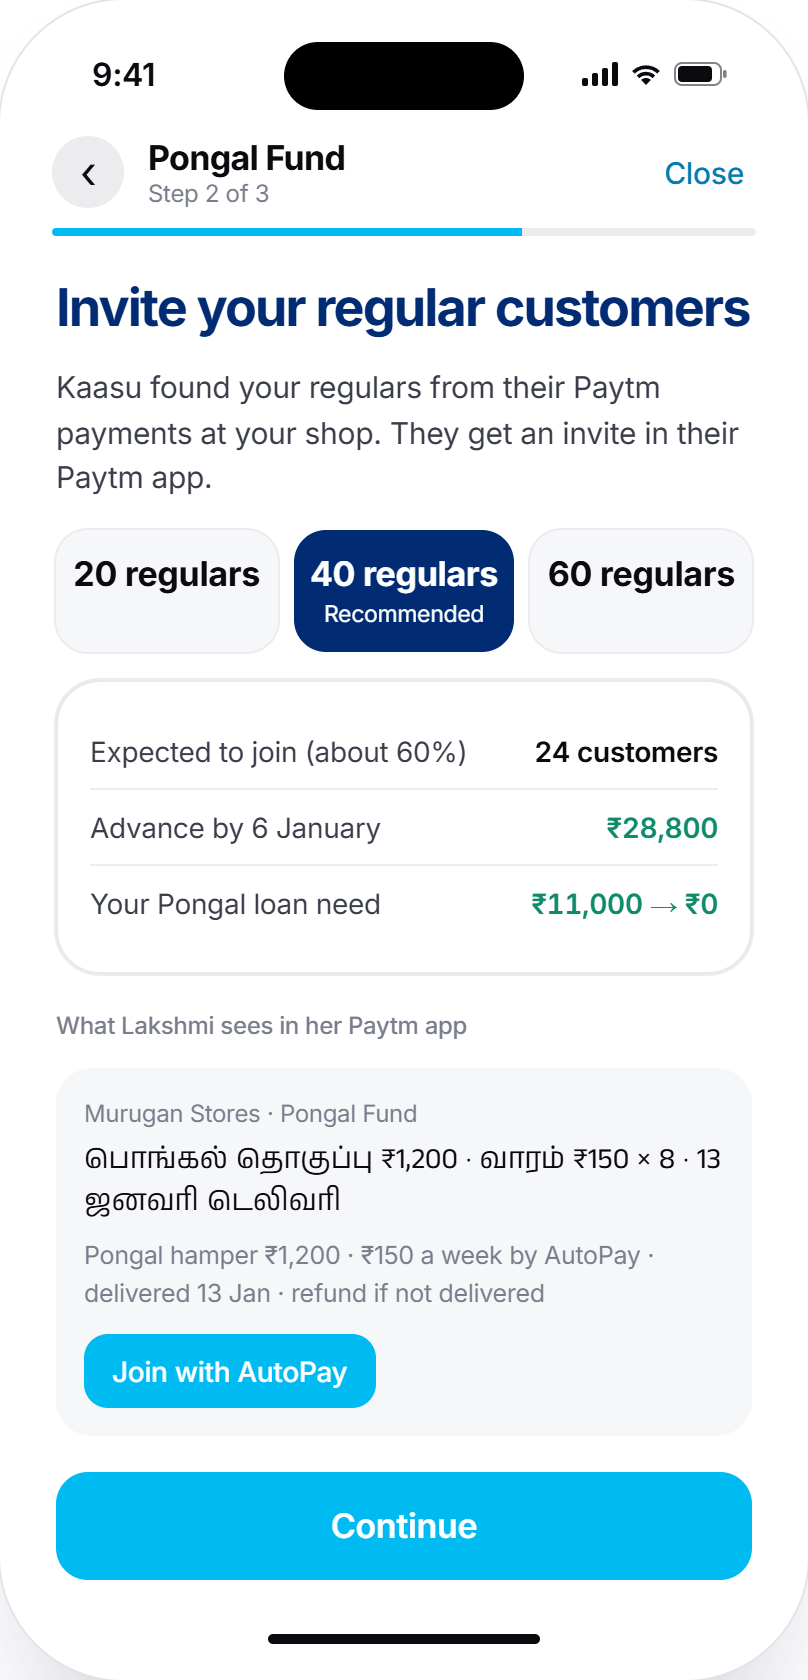 9:41
Pongal Fund
Step 2 of 3
Close
Invite your regular customers
Kaasu found your regulars from their Paytm
payments at your shop. They get an invite in their
Paytm app.
20 regulars
40 regulars
Recommended
60 regulars
Expected to join (about 60%) 24 customers
Advance by 6 January ₹28,800
Your Pongal loan need ₹11,000 → ₹0
What Lakshmi sees in her Paytm app
Murugan Stores · Pongal Fund
பொங்கல் தொகுப்பு ₹1,200 · வாரம் ₹150 × 8 · 13
ஜனவரி டெலிவரி
Pongal hamper ₹1,200 · ₹150 a week by AutoPay ·
delivered 13 Jan · refund if not delivered
Join with AutoPay
Continue